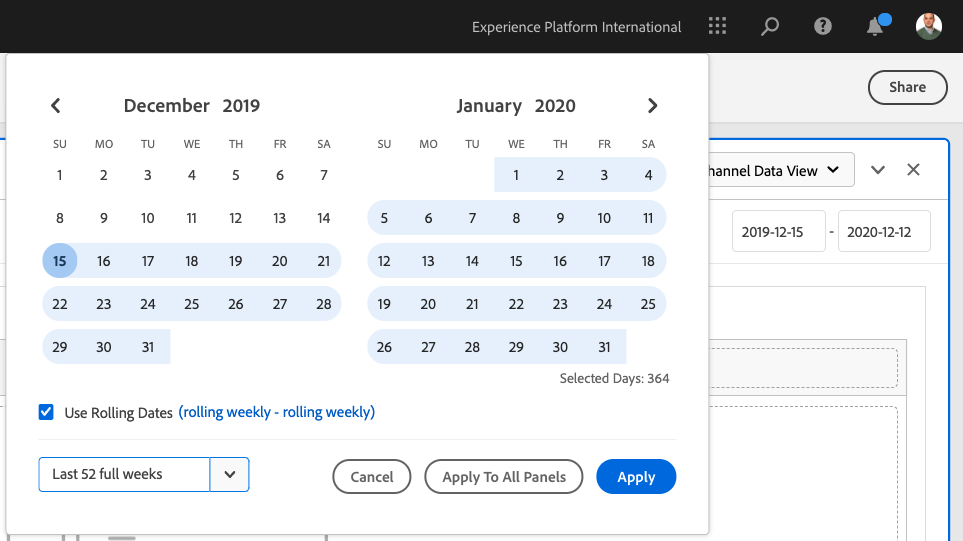 Experience Platform International
Share
December 2019
January 2020
SU MO TU WE TH FR SA
SU MO TU WE TH FR SA
1 2 3 4 5 6 7
1 2 3 4
8 9 10 11 12 13 14
5 6 7 8 9 10 11
15 16 17 18 19 20 21
12 13 14 15 16 17 18
22 23 24 25 26 27 28
19 20 21 22 23 24 25
29 30 31
26 27 28 29 30 31
Selected Days: 364
Use Rolling Dates (rolling weekly - rolling weekly)
Last 52 full weeks
Cancel
Apply To All Panels
Apply
hannel Data View
2019-12-15 - 2020-12-12